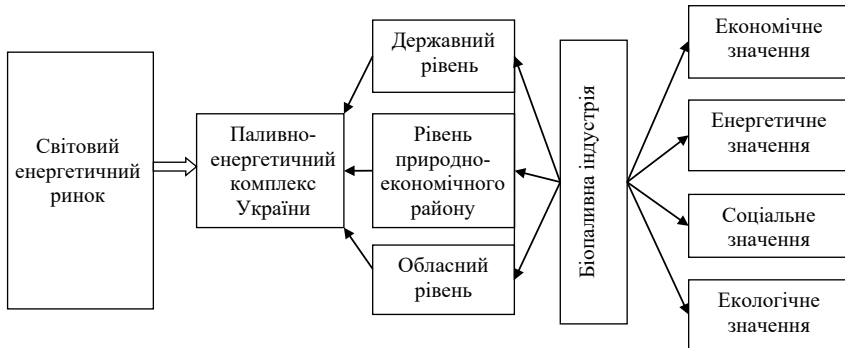 Світовий
енергетичний
ринок
Паливно-
енергетичний
комплекс
України
Державний
рівень
Рівень
природно-
економічного
району
Обласний
рівень
Біопаливна індустрія
Економічне
значення
Енергетичне
значення
Соціальне
значення
Екологічне
значення